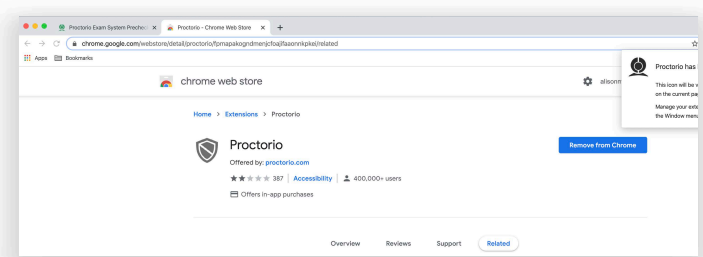 Proctorio Exam System Prechec
Proctorio - Chrome Web Store
chrome.google.com/webstore/detail/proctorio/fpmapakogndmenjcfoajifaaonnkpkei/related
Apps
Bookmarks
chrome web store
alisonn
Proctorio has
This icon will be v
on the current pa
Manage your exte
the Window menu
Home > Extensions > Proctorio
Proctorio
Remove from Chrome
Offered by: proctorio.com
387 | Accessibility | 400,000+ users
Offers in-app purchases
Overview
Reviews
Support
Related